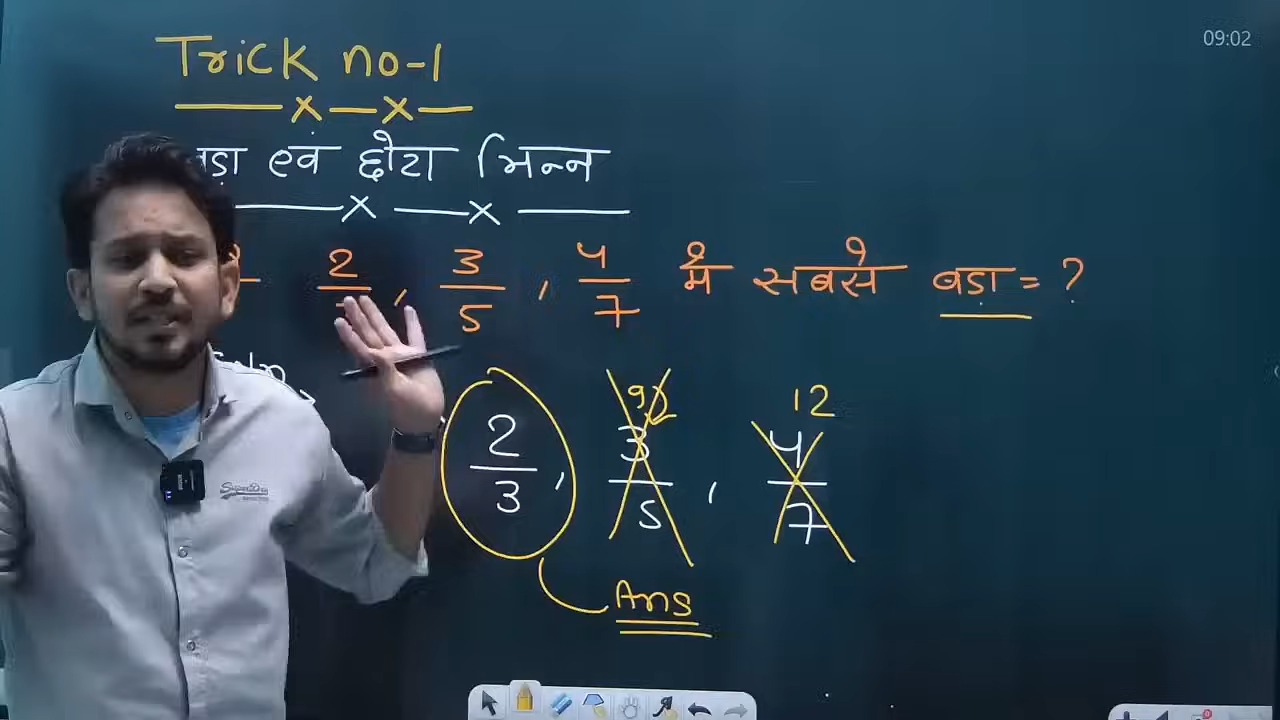 09:02
Trick no-1
एवं छोटा भिन्न
2/ , 3/5 , 4/7 में सबसे बड़ा = ?
90 12
2/3 , 3/5 , 4/7
Ans